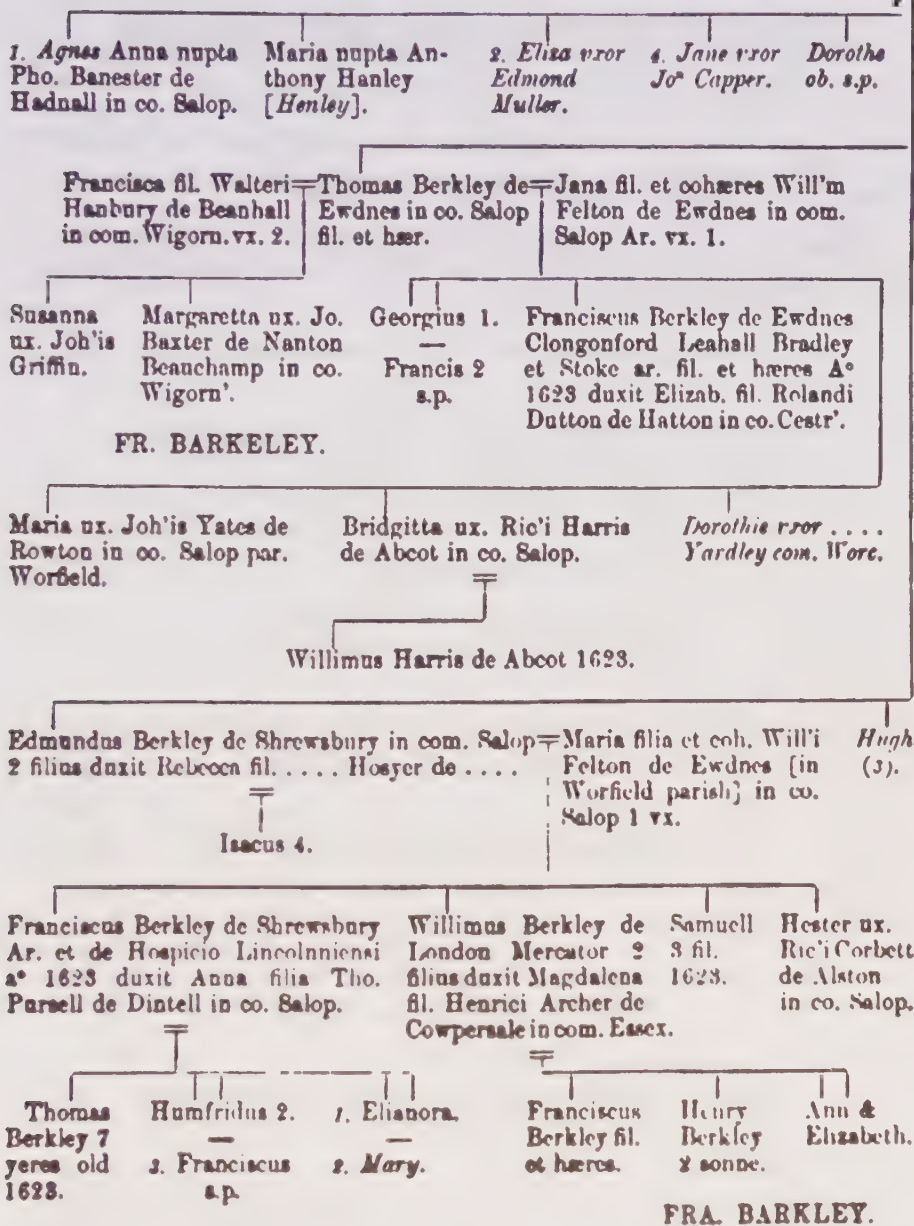 1. Agnes Anna nupta
Pho. Banester de
Hadnall in co. Salop.
Maria nupta An-
thony Hanley
[Henley].
2. Eliza vxor
Edmond
Muller.
4. Jane vxor
Joⁿ Capper.
Dorothe
ob. s.p.
Francisca fil. Walteri
Hanbury de Beanhall
in com. Wigorn. vx. 2.
Thomas Berkley de
Ewdnes in co. Salop
fil. et hær.
Jana fil. et cohæres Will'm
Felton de Ewdnes in com.
Salop Ar. vx. 1.
Susanna
ux. Joh'is
Griffin.
Margaretta ux. Jo.
Baxter de Nanton
Beauchamp in co.
Wigorn'.
Georgius 1.
—
Francis 2
s.p.
Franciscus Berkley de Ewdnes
Clongonford Leahall Bradley
et Stoke ar. fil. et hæres Aº
1623 duxit Elizab. fil. Rolandi
Dutton de Hatton in co. Cestr'.
FR. BARKELEY.
Maria ux. Joh'is Yates de
Rowton in co. Salop par.
Worfield.
Bridgitta ux. Ric'i Harris
de Abcot in co. Salop.
Dorothie vxor . . . .
Yardley com. Worc.
Willimus Harris de Abcot 1623.
Edmundus Berkley de Shrewsbury in com. Salop
2 filius duxit Rebecca fil. . . . . . Hosyer de . . . .
Maria filia et coh. Will'i
Felton de Ewdnes [in
Worfield parish] in co.
Salop 1 vx.
Hugh
(3).
Isacus 4.
Franciscus Berkley de Shrewsbury
Ar. et de Hospicio Lincolnniensi
aº 1623 duxit Anna filia Tho.
Pursell de Dintell in co. Salop.
Willimus Berkley de
London Mercator 2
filius duxit Magdalena
fil. Henrici Archer de
Cowpersale in com. Essex.
Samuell
3 fil.
1623.
Hester ux.
Ric'i Corbett
de Alston
in co. Salop.
Thomas
Berkley 7
yeres old
1623.
Humfridus 2.
—
3. Franciscus
s.p.
1. Elianora.
—
2. Mary.
Franciscus
Berkley fil.
et hæres.
Henry
Berkley
2 sonne.
Ann &
Elizabeth.
FRA. BARKLEY.